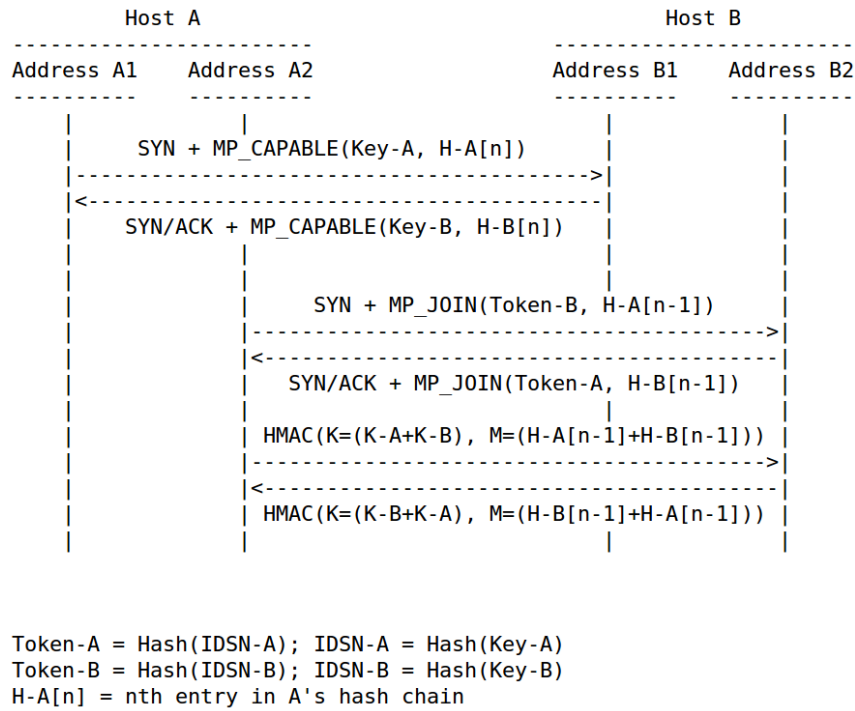 Host A Host B
------------------------ ------------------------
Address A1 Address A2 Address B1 Address B2
---------- ---------- ---------- ----------
SYN + MP_CAPABLE(Key-A, H-A[n])
SYN/ACK + MP_CAPABLE(Key-B, H-B[n])
SYN + MP_JOIN(Token-B, H-A[n-1])
SYN/ACK + MP_JOIN(Token-A, H-B[n-1])
HMAC(K=(K-A+K-B), M=(H-A[n-1]+H-B[n-1]))
HMAC(K=(K-B+K-A), M=(H-B[n-1]+H-A[n-1]))
Token-A = Hash(IDSN-A); IDSN-A = Hash(Key-A)
Token-B = Hash(IDSN-B); IDSN-B = Hash(Key-B)
H-A[n] = nth entry in A's hash chain